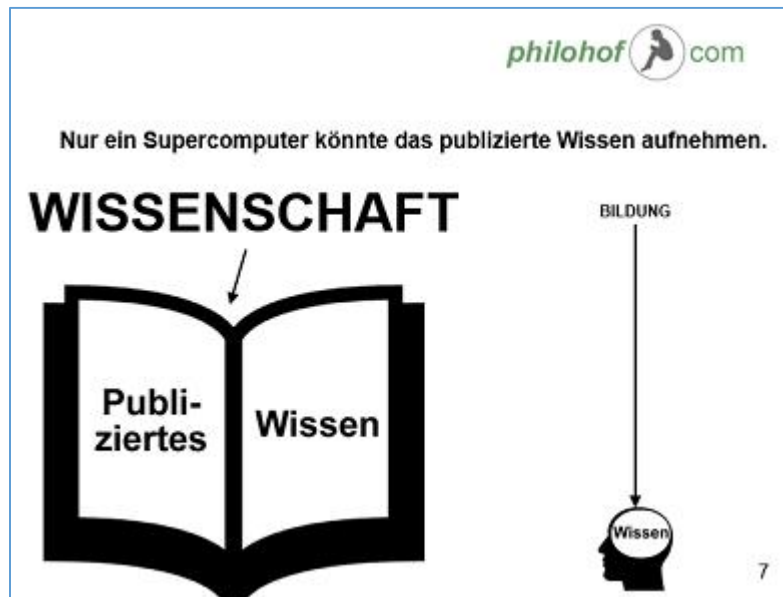 philohof com
Nur ein Supercomputer könnte das publizierte Wissen aufnehmen.
WISSENSCHAFT
BILDUNG
Publi-
ziertes
Wissen
Wissen
7